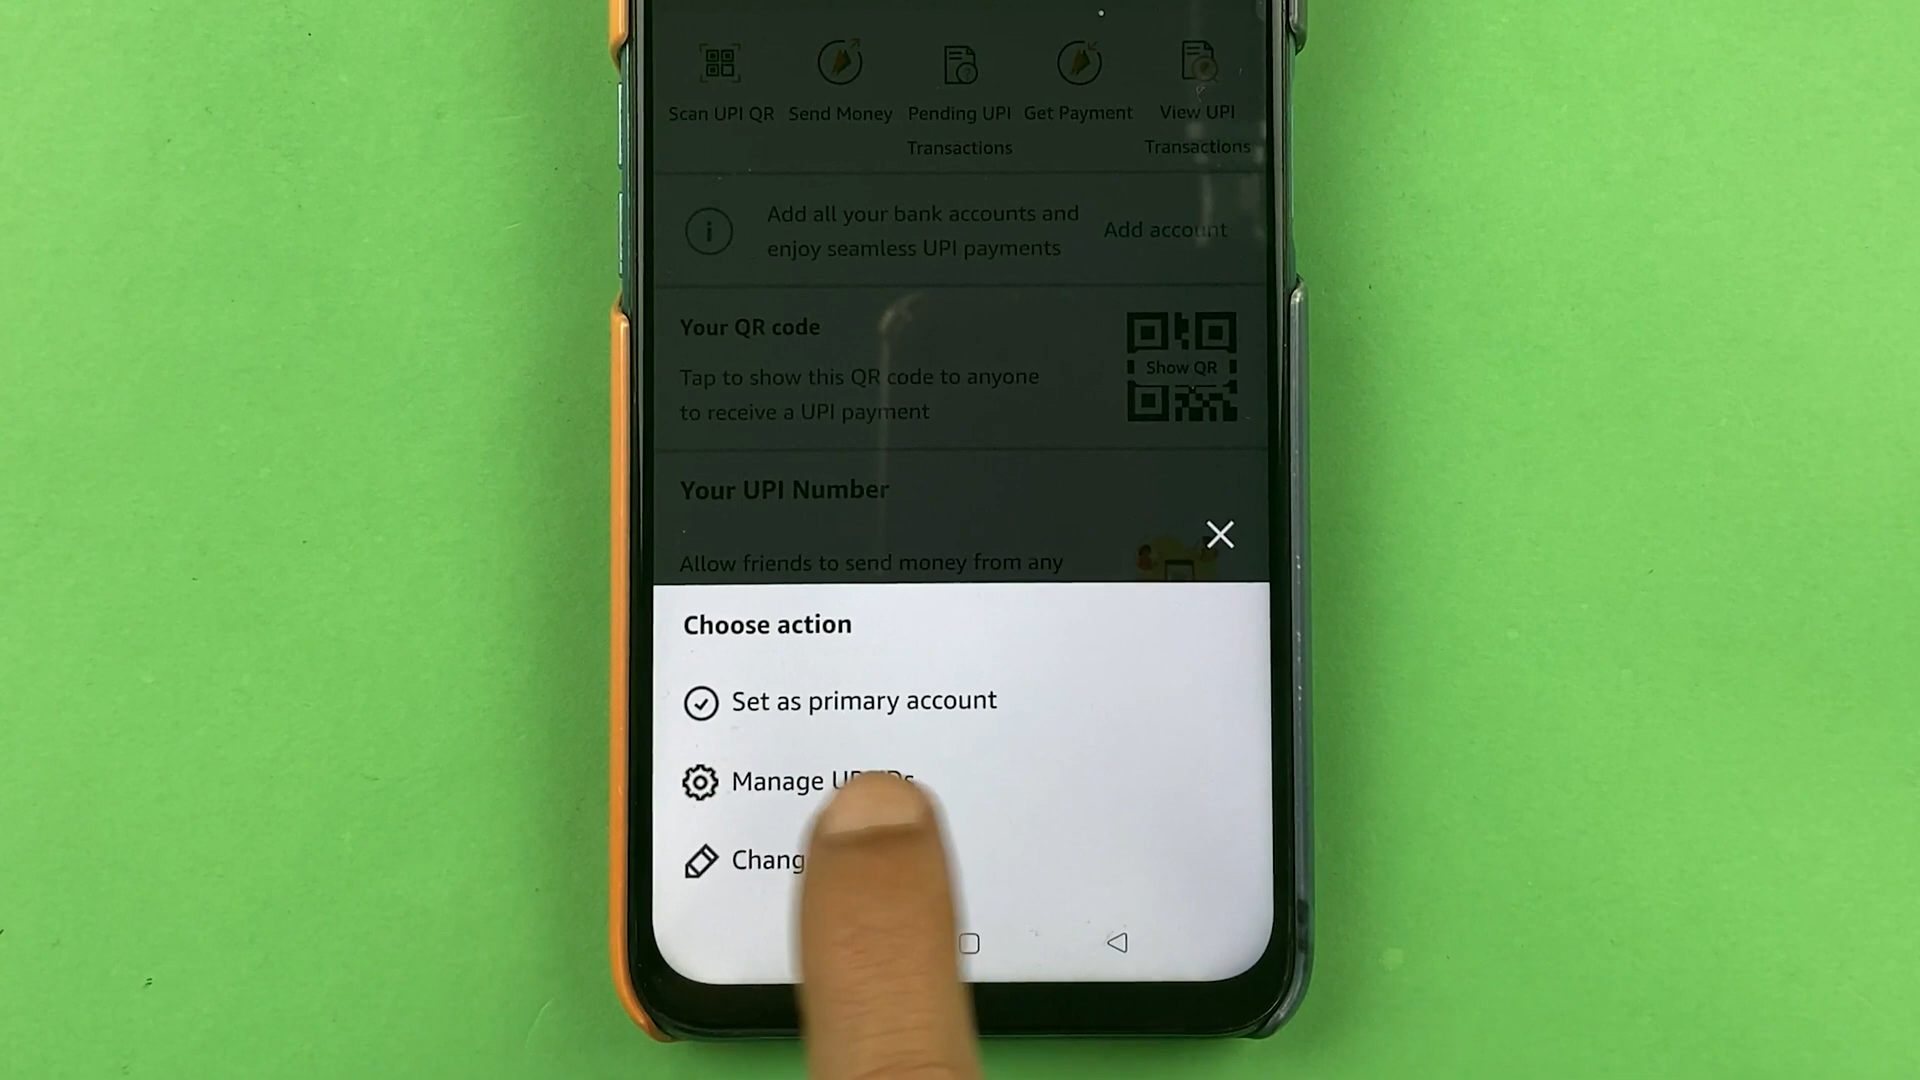 Scan UPI QR
Send Money
Pending UPI
Transactions
Get Payment
View UPI
Transactions
Add all your bank accounts and
enjoy seamless UPI payments
Add account
Your QR code
Tap to show this QR code to anyone
to receive a UPI payment
Show QR
Your UPI Number
Allow friends to send money from any
Choose action
Set as primary account
Manage